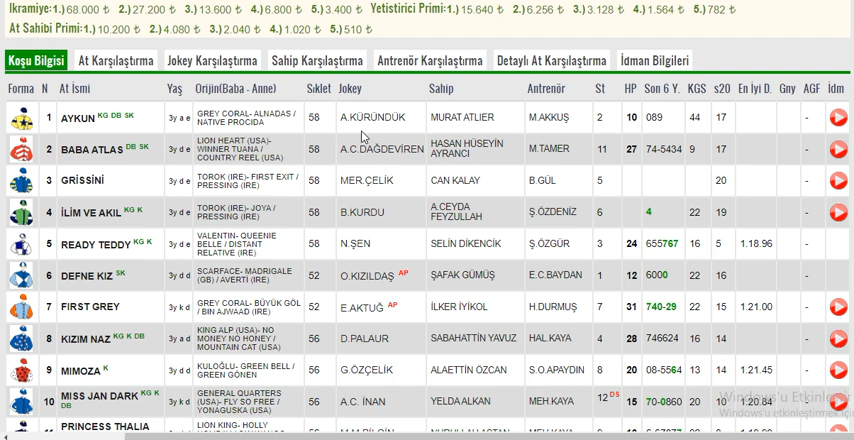 Ikramiye:1.) 68.000 ₺ 2.) 27.200 ₺ 3.) 13.600 ₺ 4.) 6.800 ₺ 5.) 3.400 ₺ Yetistirici Primi:1.) 15.640 ₺ 2.) 6.256 ₺ 3.) 3.128 ₺ 4.) 1.564 ₺ 5.) 782 ₺
At Sahibi Primi:1.) 10.200 ₺ 2.) 4.080 ₺ 3.) 2.040 ₺ 4.) 1.020 ₺ 5.) 510 ₺
Koşu Bilgisi At Karşılaştırma Jokey Karşılaştırma Sahip Karşılaştırma Antrenör Karşılaştırma Detaylı At Karşılaştırma İdman Bilgileri
Forma N At İsmi Yaş Orijin(Baba - Anne) Sıklet Jokey Sahip Antrenör St HP Son 6 Y. KGS s20 En İyi D. Gny AGF İdm
1 AYKUN KG DB SK 3y a e GREY CORAL- ALNADAS / NATIVE PROCIDA 58 A.KÜRÜNDÜK MURAT ATLIER M.AKKUŞ 2 10 089 44 17 -
2 BABA ATLAS DB SK 3y d e LION HEART (USA)- WINNER TUANA / COUNTRY REEL (USA) 58 A.C.DAĞDEVİREN HASAN HÜSEYİN AYRANCI M.TAMER 11 27 74-5434 9 17 -
3 GRİSSİNİ 3y d e TOROK (IRE)- FIRST EXIT / PRESSING (IRE) 58 MER.ÇELİK CAN KALAY B.GÜL 5 20 -
4 İLİM VE AKIL KG K 3y d e TOROK (IRE)- JOYA / PRESSING (IRE) 58 B.KURDU A.CEYDA FEYZULLAH Ş.ÖZDENİZ 6 4 22 19 -
5 READY TEDDY KG K 3y d e VALENTIN- QUEENIE BELLE / DISTANT RELATIVE (IRE) 58 N.ŞEN SELİN DİKENCİK Ş.ÖZGÜR 3 24 655767 16 5 1.18.96 -
6 DEFNE KIZ SK 3y d d SCARFACE- MADRIGALE (GB) / AVERTI (IRE) 52 O.KIZILDAŞ AP ŞAFAK GÜMÜŞ E.C.BAYDAN 1 12 6000 22 16 -
7 FIRST GREY 3y k d GREY CORAL- BÜYÜK GÖL / BIN AJWAAD (IRE) 52 E.AKTUĞ AP İLKER İYİKOL H.DURMUŞ 7 31 740-29 22 15 1.21.00 -
8 KIZIM NAZ KG K DB 3y a d KING ALP (USA)- NO MONEY NO HONEY / MOUNTAIN CAT (USA) 56 D.PALAUR SABAHATTİN YAVUZ HAL.KAYA 4 28 746624 16 14 -
9 MIMOZA K 3y d d KULOĞLU- GREEN BELL / GREEN GÖNEN 56 G.ÖZÇELİK ALAETTİN ÖZCAN S.O.APAYDIN 8 20 08-5564 13 14 1.21.45 -
10 MISS JAN DARK KG K DB 3y k d GENERAL QUARTERS (USA)- FLY SO FREE / YONAGUSKA (USA) 56 A.C. İNAN YELDA ALKAN MEH.KAYA 12 DS 15 70-0860 20 10 1.20.84 -
Windows'u Etkinleştir
Windows'u etkinleştirmek için
PRINCESS THALIA LION KING- HOLLY